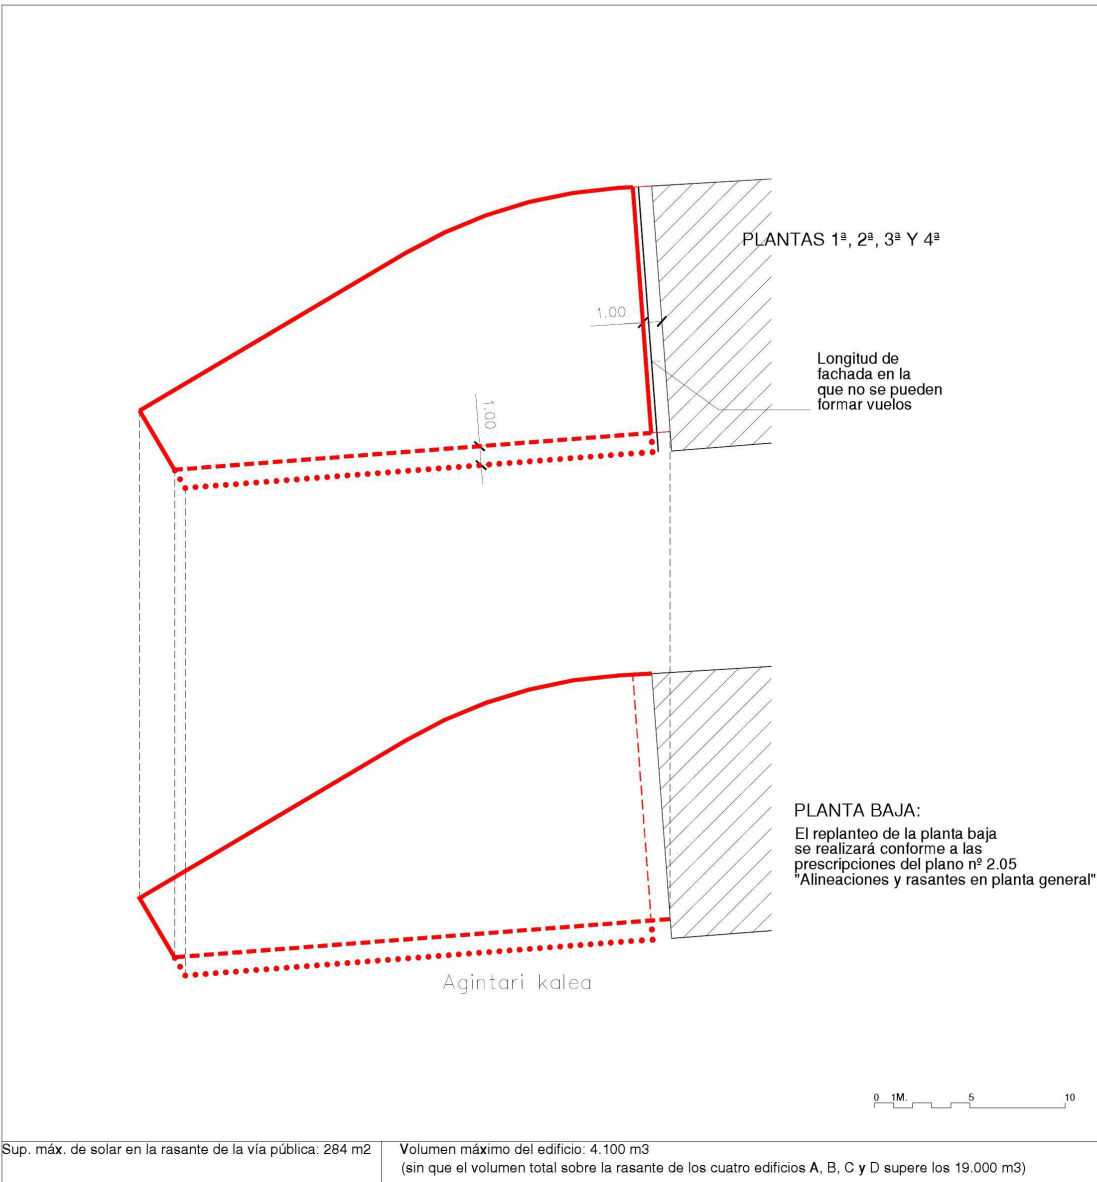 PLANTAS 1ª, 2ª, 3ª Y 4ª
1.00
Longitud de
fachada en la
que no se pueden
formar vuelos
1.00
PLANTA BAJA:
El replanteo de la planta baja
se realizará conforme a las
prescripciones del plano nº 2.05
"Alineaciones y rasantes en planta general"
Agintari kalea
0 1M. 5 10
Sup. máx. de solar en la rasante de la vía pública: 284 m2
Volumen máximo del edificio: 4.100 m3
(sin que el volumen total sobre la rasante de los cuatro edificios A, B, C y D supere los 19.000 m3)